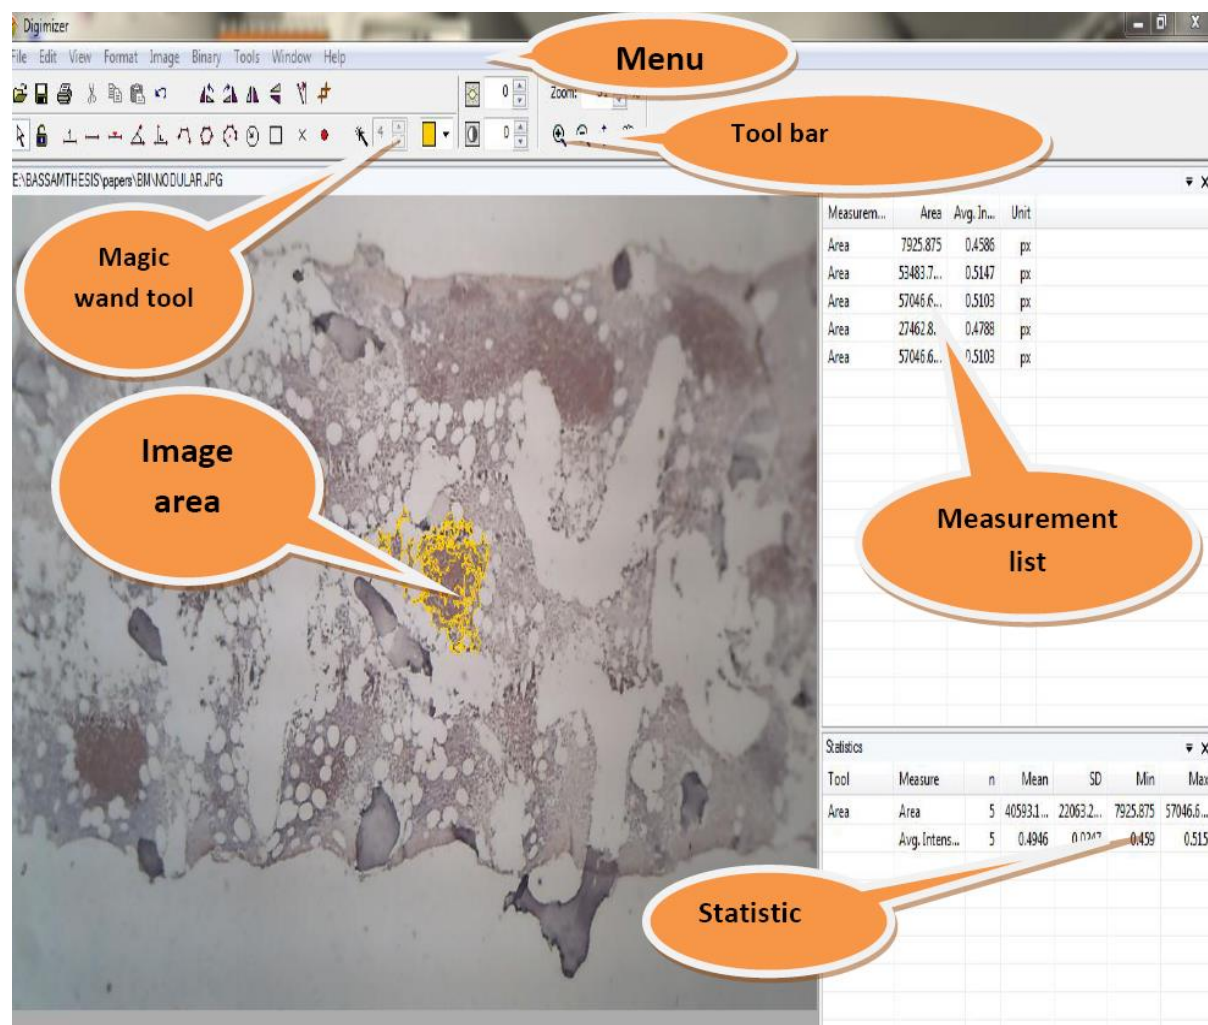 Digimizer
File Edit View Format Image Binary Tools Window Help
Menu
0 Zoom:
Tool bar
4 0
E:\BASSAMTHESIS\papers\BM\NODULAR.JPG
Magic
wand tool
Measurem... Area Avg. In... Unit
Area 7925.875 0.4586 px
Area 53483.7... 0.5147 px
Area 57046.6... 0.5103 px
Area 27462.8. 0.4788 px
Area 57046.6... 0.5103 px
Image
area
Measurement
list
Statistics
Tool Measure n Mean SD Min Max
Area Area 5 40593.1... 22063.2... 7925.875 57046.6...
Avg. Intens... 5 0.4946 0.459 0.515
Statistic